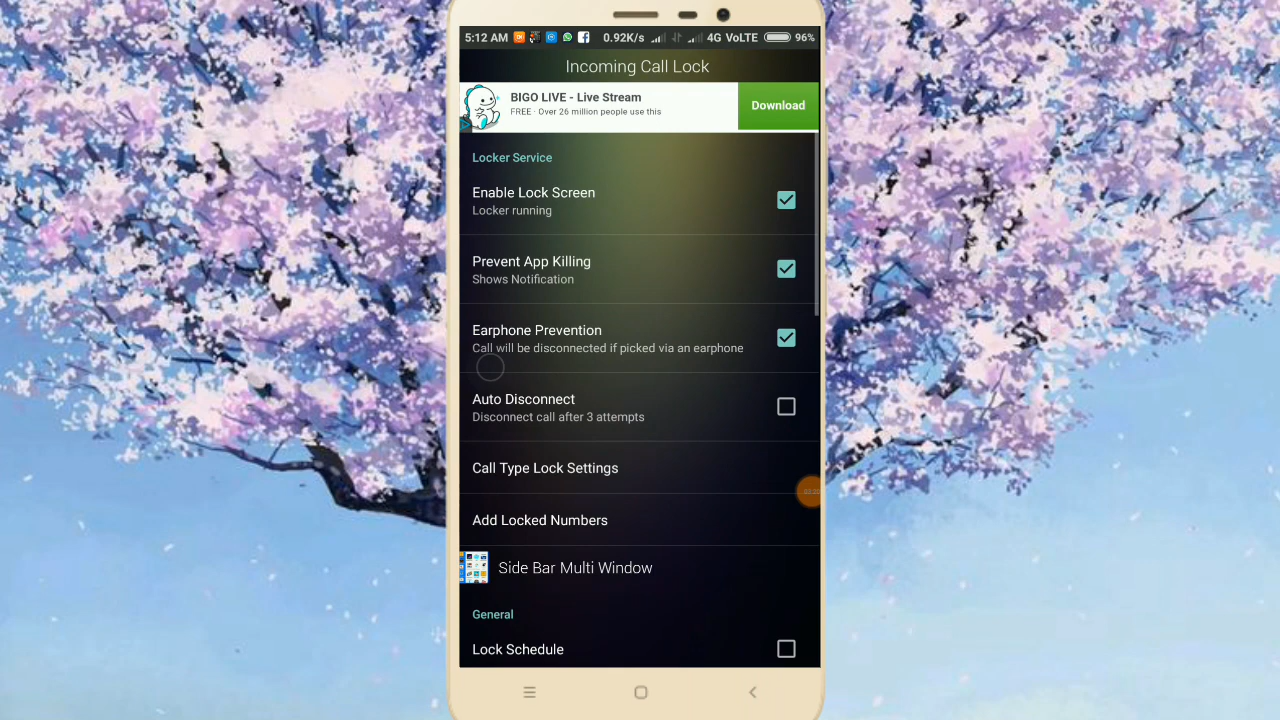 5:12 AM 0.92K/s 4G VoLTE 96%
Incoming Call Lock
BIGO LIVE - Live Stream
FREE · Over 26 million people use this
Download
Locker Service
Enable Lock Screen
Locker running
Prevent App Killing
Shows Notification
Earphone Prevention
Call will be disconnected if picked via an earphone
Auto Disconnect
Disconnect call after 3 attempts
Call Type Lock Settings
Add Locked Numbers
Side Bar Multi Window
General
Lock Schedule